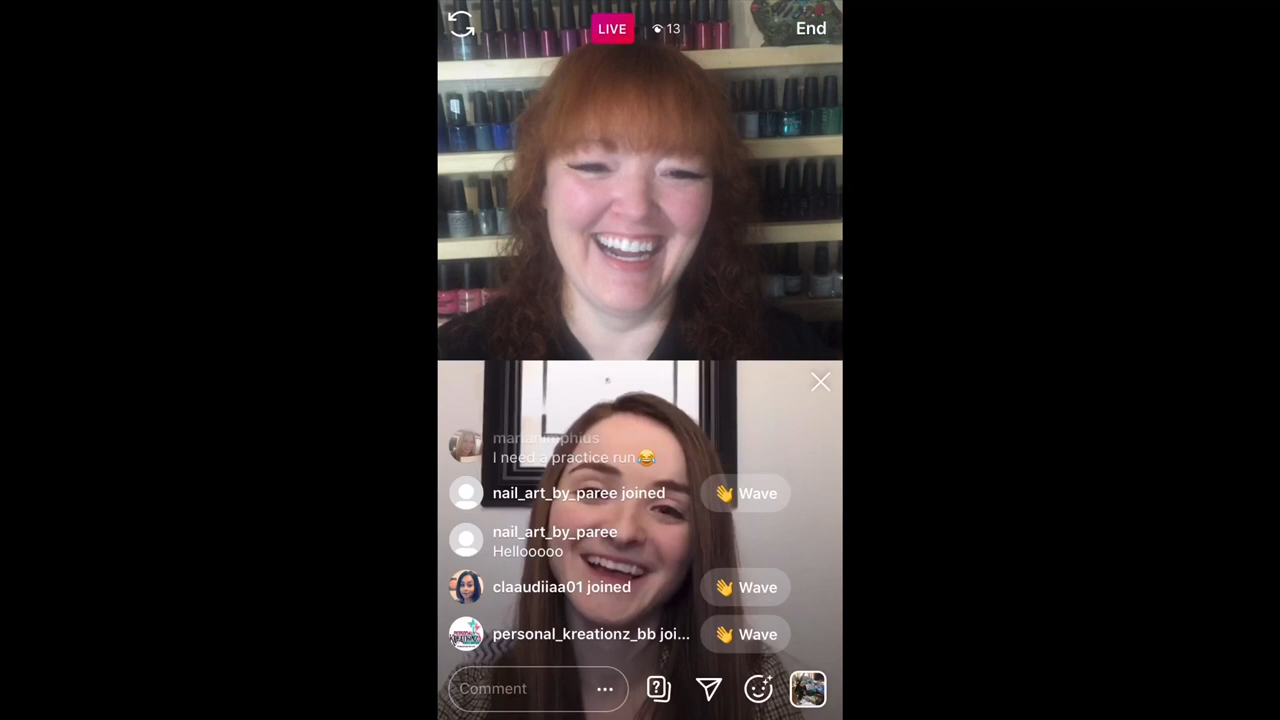 LIVE
13
End
I need a practice run😂
nail_art_by_paree joined
Wave
nail_art_by_paree
Hellooooo
claaudiiaa01 joined
Wave
personal_kreationz_bb joi...
Wave
Comment